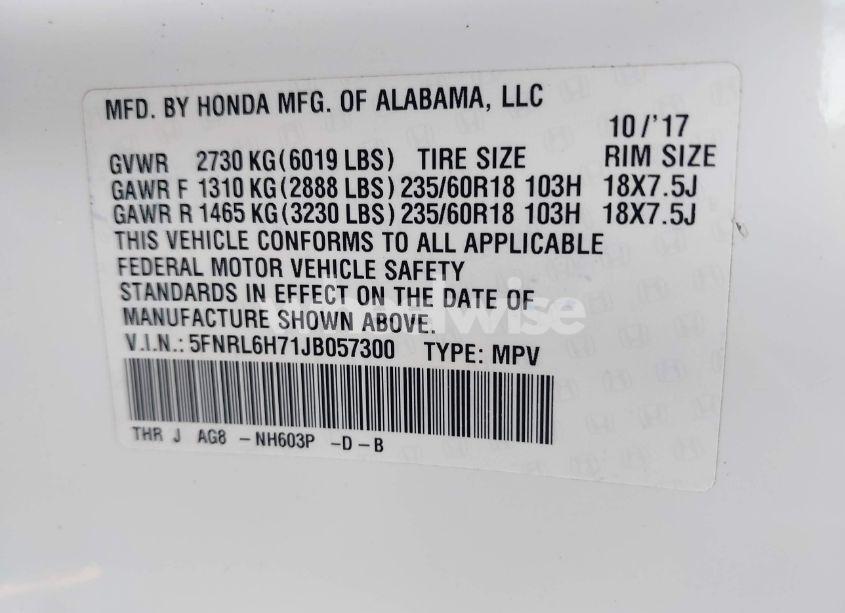 MFD. BY HONDA MFG. OF ALABAMA, LLC
10/'17
GVWR 2730 KG(6019 LBS) TIRE SIZE RIM SIZE
GAWR F 1310 KG(2888 LBS) 235/60R18 103H 18X7.5J
GAWR R 1465 KG(3230 LBS) 235/60R18 103H 18X7.5J
THIS VEHICLE CONFORMS TO ALL APPLICABLE
FEDERAL MOTOR VEHICLE SAFETY
STANDARDS IN EFFECT ON THE DATE OF
MANUFACTURE SHOWN ABOVE.
V.I.N.: 5FNRL6H71JB057300 TYPE: MPV
THR J AG8 -NH603P -D-B